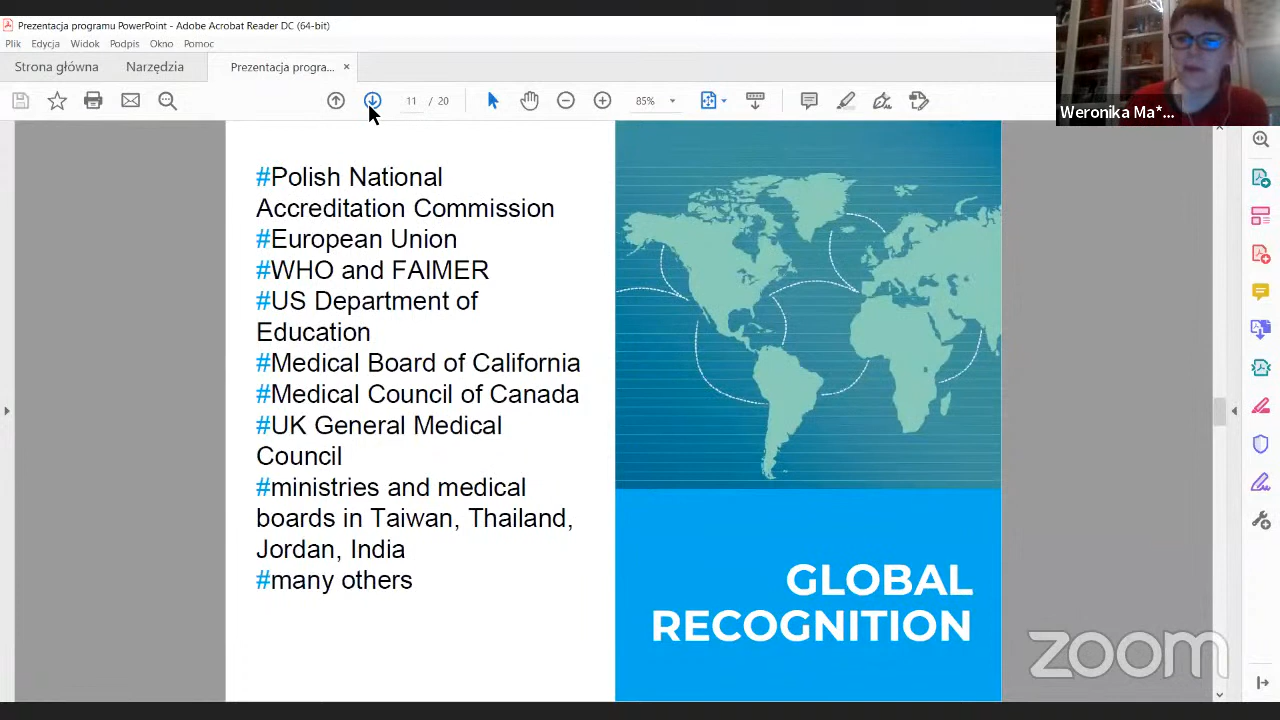 Prezentacja programu PowerPoint - Adobe Acrobat Reader DC (64-bit)
Plik Edycja Widok Podpis Okno Pomoc
Strona główna Narzędzia Prezentacja progra... ×
11 / 20 85%
Weronika Ma*...
#Polish National
Accreditation Commission
#European Union
#WHO and FAIMER
#US Department of
Education
#Medical Board of California
#Medical Council of Canada
#UK General Medical
Council
#ministries and medical
boards in Taiwan, Thailand,
Jordan, India
#many others
GLOBAL
RECOGNITION
zoom